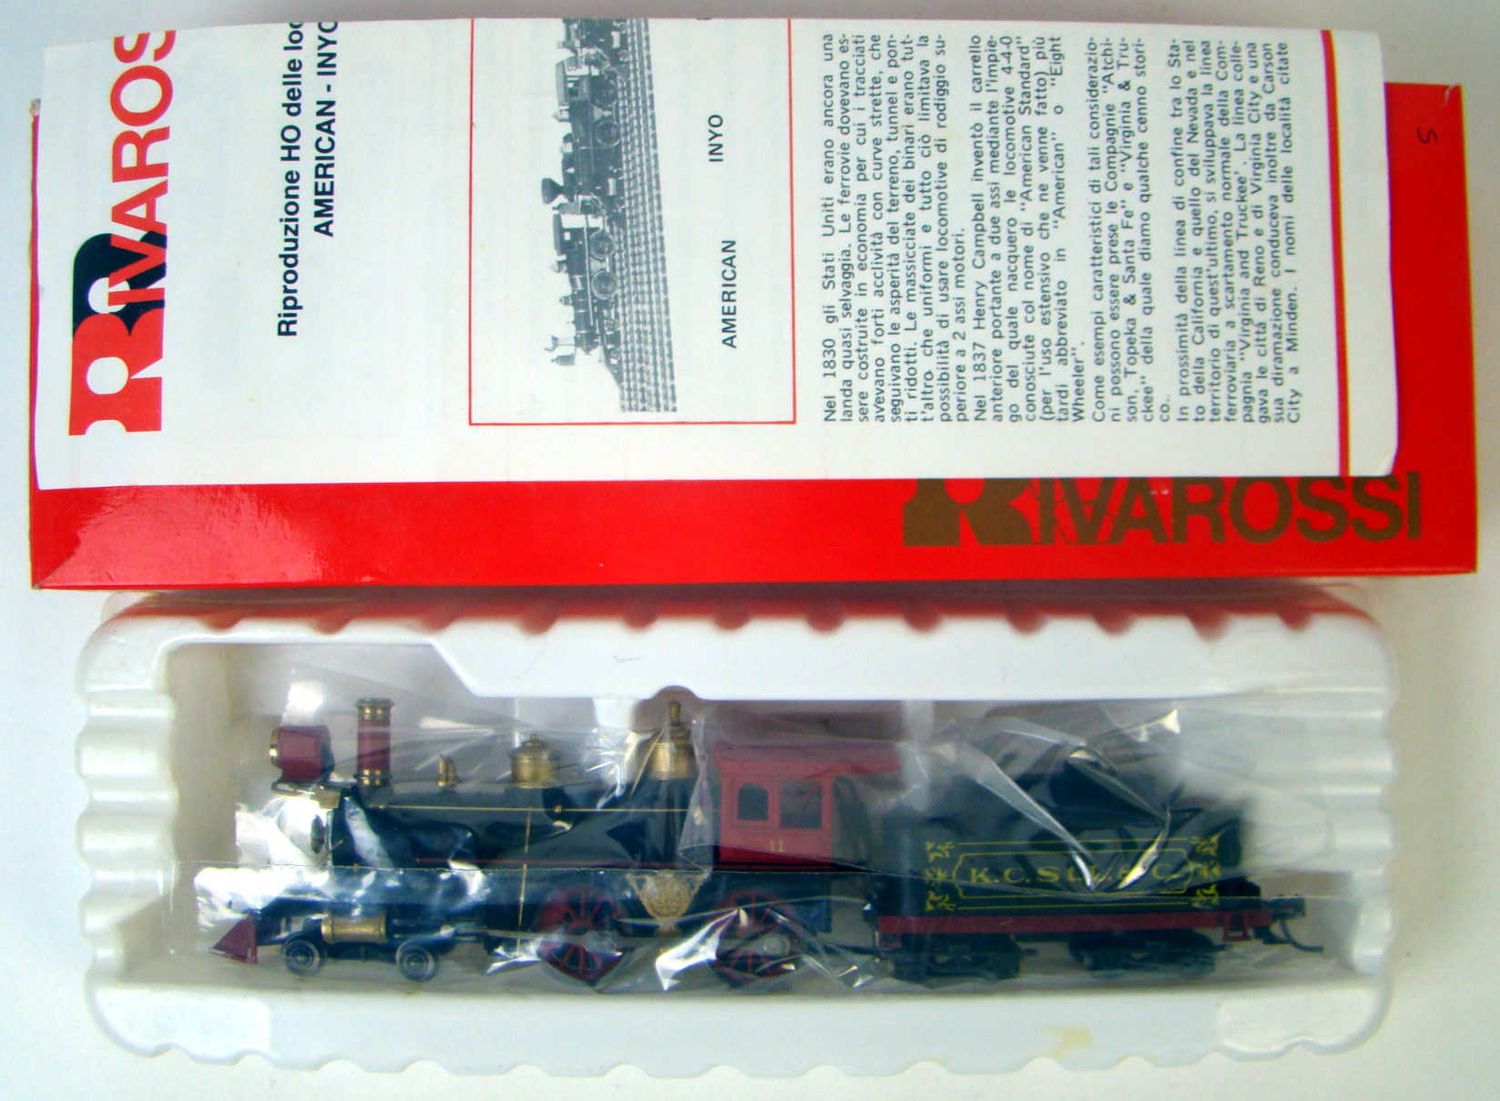 RIVAROSS
Riproduzione HO delle loc
AMERICAN - INYO
AMERICAN INYO
Nel 1830 gli Stati Uniti erano ancora una
landa quasi selvaggia. Le ferrovie dovevano es-
sere costruite in economia per cui i tracciati
avevano forti acclività con curve strette, che
seguivano le asperità del terreno, tunnel e pon-
ti ridotti. Le massicciate dei binari erano tut-
t'altro che uniformi e tutto ciò limitava la
possibilità di usare locomotive di rodiggio su-
periore a 2 assi motori.
Nel 1837 Henry Campbell inventò il carrello
anteriore portante a due assi mediante l'impie-
go del quale nacquero le locomotive 4-4-0
conosciute col nome di "American Standard"
(per l'uso estensivo che ne venne fatto) più
tardi abbreviato in "American" o "Eight
Wheeler".
Come esempi caratteristici di tali considerazio-
ni possono essere prese le Compagnie "Atchi-
son, Topeka & Santa Fe" e "Virginia & Tru-
ckee" della quale diamo qualche cenno stori-
co..
In prossimità della linea di confine tra lo Sta-
to della California e quello del Nevada e nel
territorio di quest'ultimo, si sviluppava la linea
ferroviaria a scartamento normale della Com-
pagnia "Virginia and Truckee'. La linea colle-
gava le città di Reno e di Virginia City e una
sua diramazione conduceva inoltre da Carson
City a Minden. I nomi delle località citate
5
RIVAROSSI
11
K.C. St.L. & C.